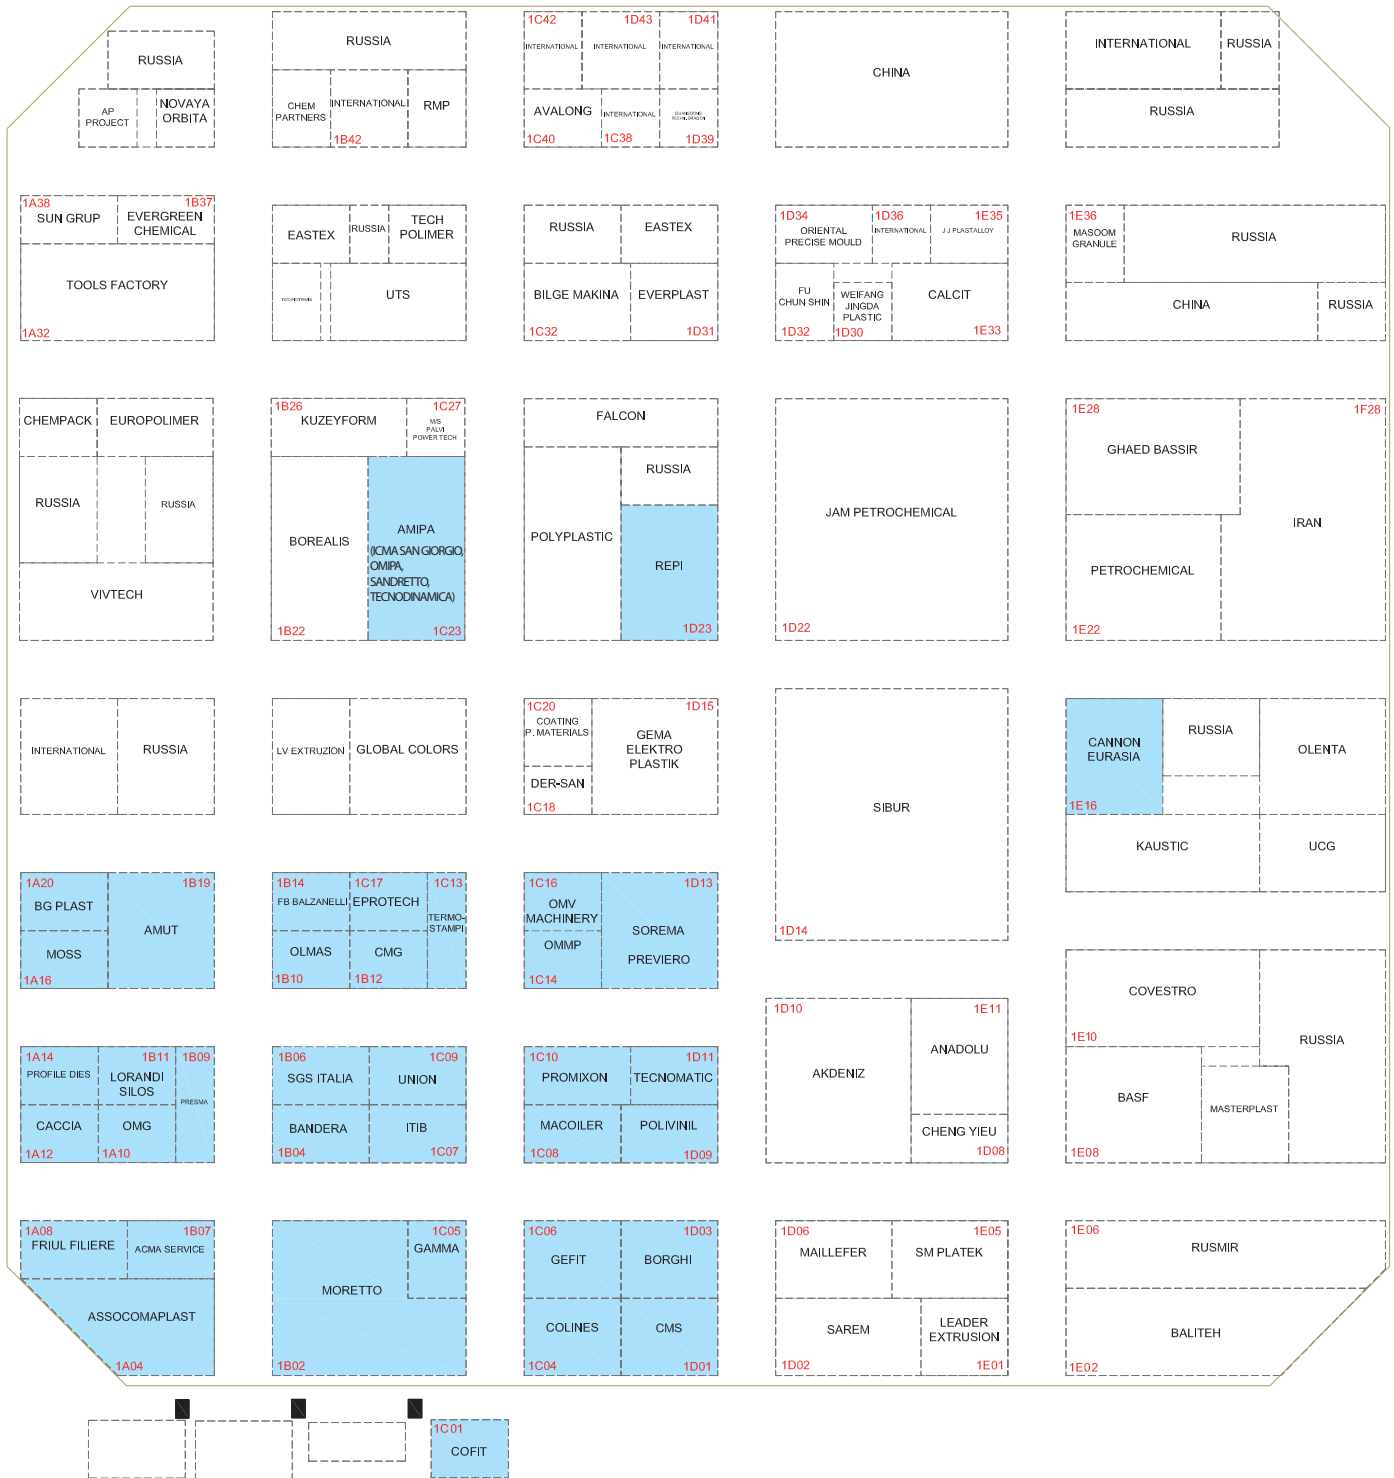 RUSSIA
AP
PROJECT
NOVAYA
ORBITA
RUSSIA
CHEM
PARTNERS
INTERNATIONAL
1B42
RMP
1C42
INTERNATIONAL
1D43
INTERNATIONAL
1D41
INTERNATIONAL
AVALONG
1C40
INTERNATIONAL
1C38
1D39
CHINA
INTERNATIONAL
RUSSIA
RUSSIA
1A38
SUN GRUP
1B37
EVERGREEN
CHEMICAL
TOOLS FACTORY
1A32
EASTEX
RUSSIA
TECH
POLIMER
UTS
RUSSIA
EASTEX
BILGE MAKINA
1C32
EVERPLAST
1D31
1D34
ORIENTAL
PRECISE MOULD
1D36
INTERNATIONAL
1E35
J J PLASTALLOY
FU
CHUN SHIN
1D32
WEIFANG
JINGDA
PLASTIC
1D30
CALCIT
1E33
1E36
MASOOM
GRANULE
RUSSIA
CHINA
RUSSIA
CHEMPACK
EUROPOLIMER
RUSSIA
RUSSIA
VIVTECH
1B26
KUZEYFORM
1C27
M/S
PALVI
POWER TECH
BOREALIS
1B22
AMIPA
(ICMA SAN GIORGIO,
OMIPA,
SANDRETTO,
TECNODINAMICA)
1C23
FALCON
POLYPLASTIC
RUSSIA
REPI
1D23
JAM PETROCHEMICAL
1D22
1E28
GHAED BASSIR
1F28
IRAN
PETROCHEMICAL
1E22
INTERNATIONAL
RUSSIA
LV EXTRUZION
GLOBAL COLORS
1C20
COATING
P. MATERIALS
DER-SAN
1C18
1D15
GEMA
ELEKTRO
PLASTIK
SIBUR
1D14
CANNON
EURASIA
1E16
RUSSIA
OLENTA
KAUSTIC
UCG
1A20
BG PLAST
MOSS
1A16
1B19
AMUT
1B14
FB BALZANELLI
1C17
EPROTECH
1C13
TERMO-
STAMPI
OLMAS
1B10
CMG
1B12
1C16
OMV
MACHINERY
OMMP
1C14
1D13
SOREMA
PREVIERO
1D10
AKDENIZ
1E11
ANADOLU
CHENG YIEU
1D08
COVESTRO
1E10
RUSSIA
BASF
1E08
MASTERPLAST
1A14
PROFILE DIES
1B11
LORANDI
SILOS
1B09
PRESMA
CACCIA
1A12
OMG
1A10
1B06
SGS ITALIA
1C09
UNION
BANDERA
1B04
ITIB
1C07
1C10
PROMIXON
1D11
TECNOMATIC
MACOILER
1C08
POLIVINIL
1D09
1A08
FRIUL FILIERE
1B07
ACMA SERVICE
ASSOCOMAPLAST
1A04
MORETTO
1B02
1C05
GAMMA
1C06
GEFIT
1D03
BORGHI
COLINES
1C04
CMS
1D01
1D06
MAILLEFER
1E05
SM PLATEK
SAREM
1D02
LEADER
EXTRUSION
1E01
1E06
RUSMIR
BALITEH
1E02
1C01
COFIT